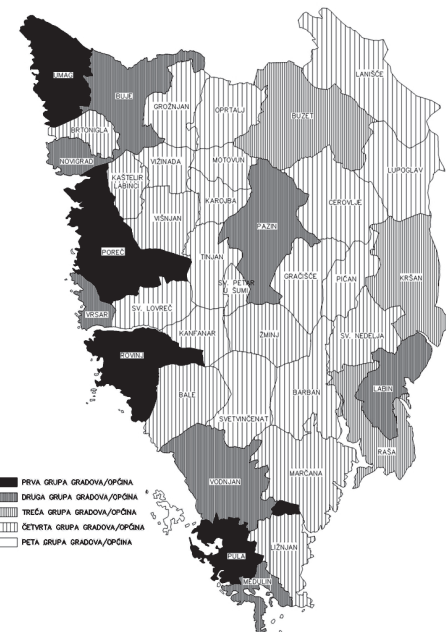 UMAG
BUJE
GROŽNJAN
OPRTALJ
LANIŠĆE
BUZET
BRTONIGLA
NOVIGRAD
VIŽINADA
MOTOVUN
LUPOGLAV
KAŠTELIR
LABINCI
KAROJBA
CEROVLJE
VIŠNJAN
PAZIN
POREČ
TINJAN
GRAČIŠĆE
PIĆAN
KRŠAN
SV. PETAR
U ŠUMI
VRSAR
SV. LOVREČ
KANFANAR
ŽMINJ
SV. NEDELJA
ROVINJ
BALE
SVETVINČENAT
BARBAN
LABIN
RAŠA
VODNJAN
MARČANA
PULA
LIŽNJAN
MEDULIN
PRVA GRUPA GRADOVA/OPĆINA
DRUGA GRUPA GRADOVA/OPĆINA
TREĆA GRUPA GRADOVA/OPĆINA
ČETVRTA GRUPA GRADOVA/OPĆINA
PETA GRUPA GRADOVA/OPĆINA